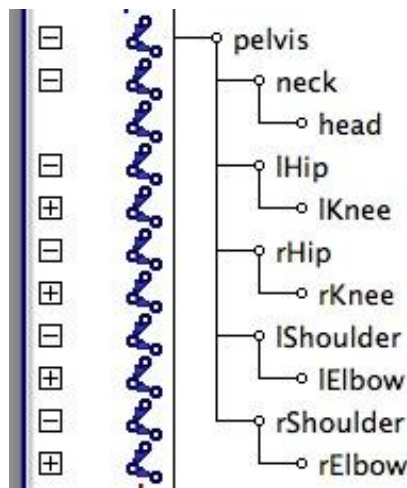 pelvis
neck
head
lHip
lKnee
rHip
rKnee
lShoulder
lElbow
rShoulder
rElbow